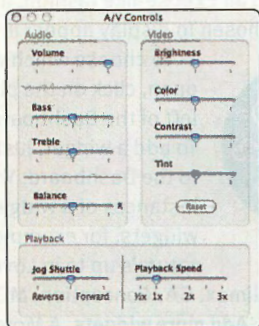 A/V Controls
Audio
Video
Volume
Brightness
Bass
Color
Treble
Contrast
Tint
Balance
L R
Reset
Playback
Jog Shuttle
Playback Speed
Reverse Forward
½x 1x 2x 3x